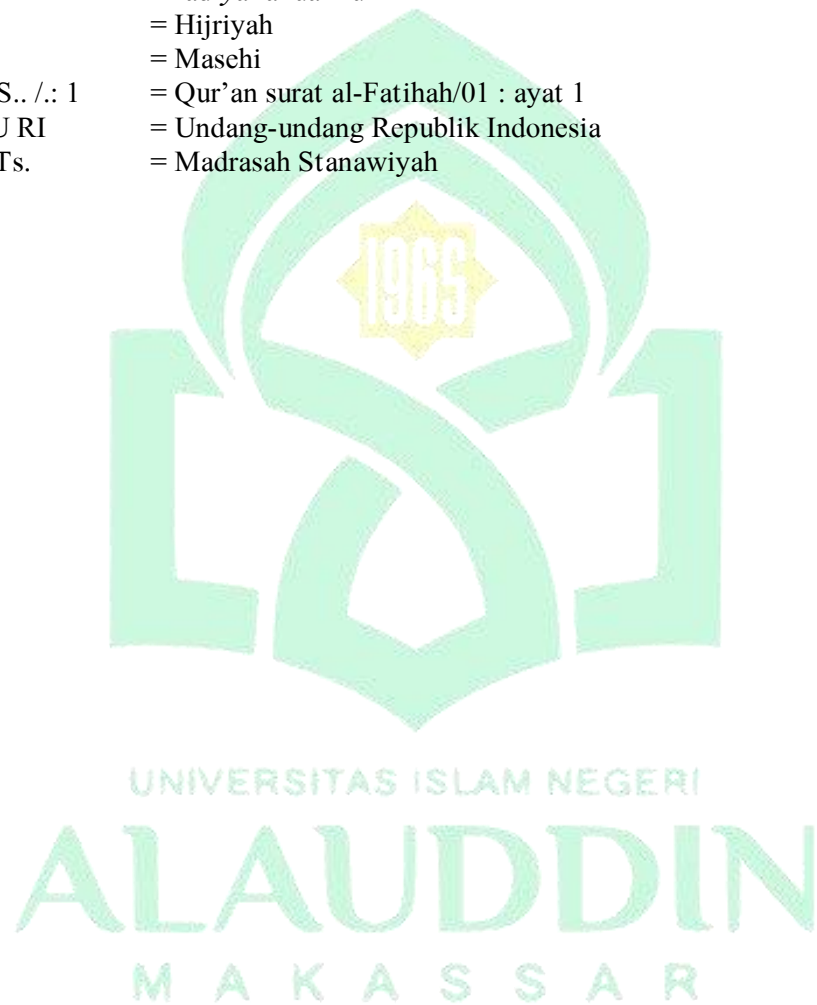 = Hijriyah
= Masehi
S.. /.: 1 = Qur’an surat al-Fatihah/01 : ayat 1
RI = Undang-undang Republik Indonesia
Ts. = Madrasah Stanawiyah
1965
UNIVERSITAS ISLAM NEGERI
ALAUDDIN
MAKASSAR